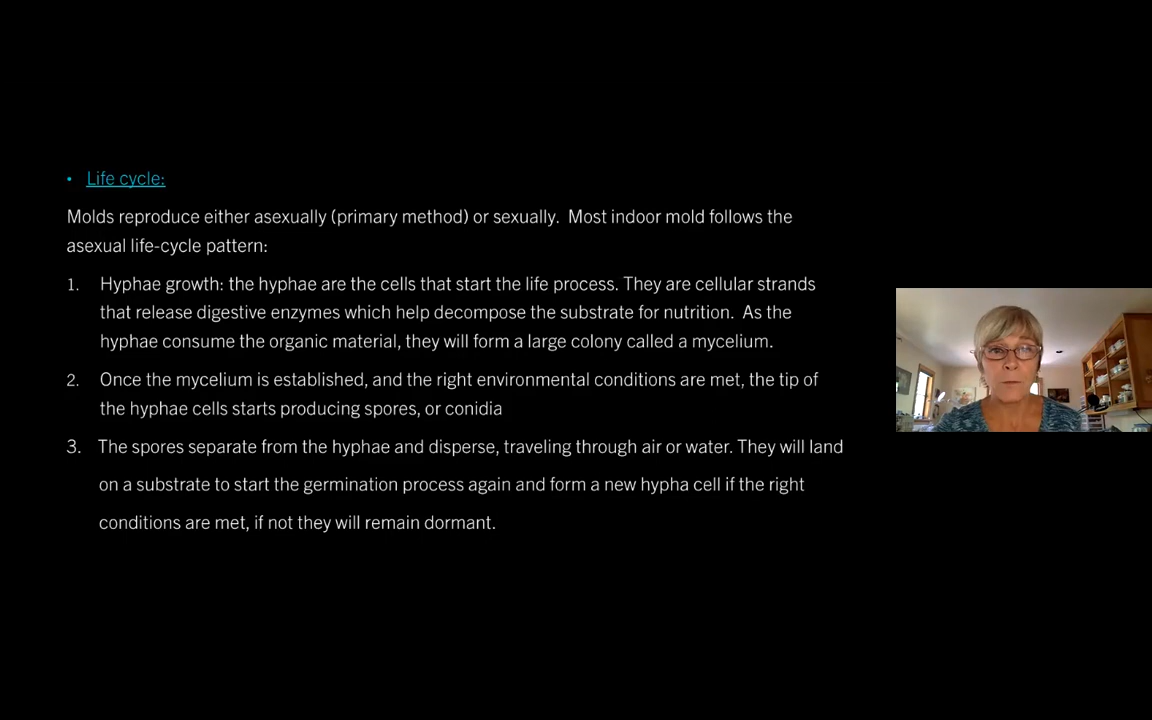 • Life cycle:
Molds reproduce either asexually (primary method) or sexually.  Most indoor mold follows the
asexual life-cycle pattern:
1. Hyphae growth: the hyphae are the cells that start the life process. They are cellular strands
that release digestive enzymes which help decompose the substrate for nutrition.  As the
hyphae consume the organic material, they will form a large colony called a mycelium.
2. Once the mycelium is established, and the right environmental conditions are met, the tip of
the hyphae cells starts producing spores, or conidia
3. The spores separate from the hyphae and disperse, traveling through air or water. They will land
on a substrate to start the germination process again and form a new hypha cell if the right
conditions are met, if not they will remain dormant.